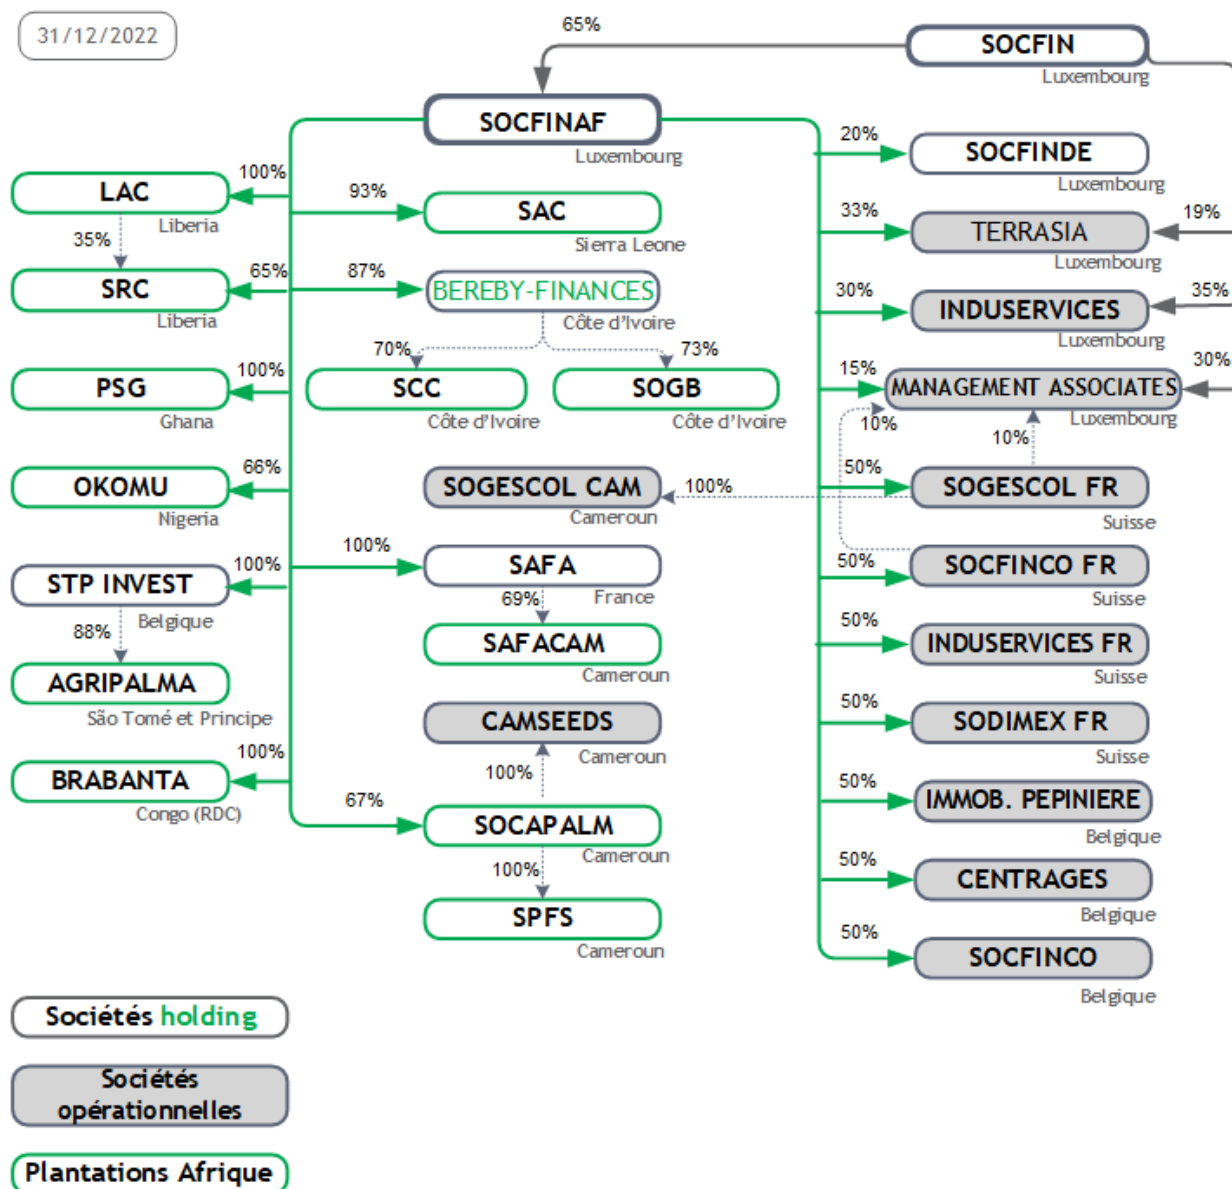 31/12/2022
65%
SOCFIN
Luxembourg
SOCFINAF
Luxembourg
20%
SOCFINDE
Luxembourg
100%
LAC
Liberia
93%
SAC
Sierra Leone
33%
TERRASIA
Luxembourg
19%
35%
65%
SRC
Liberia
87%
BEREBY-FINANCES
Côte d'Ivoire
30%
INDUSERVICES
Luxembourg
35%
70%
73%
SCC
Côte d'Ivoire
SOGB
Côte d'Ivoire
100%
PSG
Ghana
15%
MANAGEMENT ASSOCIATES
Luxembourg
30%
10%
10%
66%
OKOMU
Nigeria
SOGESCOL CAM
Cameroun
100%
50%
SOGESCOL FR
Suisse
100%
STP INVEST
Belgique
100%
SAFA
France
50%
SOCFINCO FR
Suisse
88%
69%
AGRIPALMA
São Tomé et Principe
SAFACAM
Cameroun
50%
INDUSERVICES FR
Suisse
CAMSEEDS
Cameroun
50%
SODIMEX FR
Suisse
100%
BRABANTA
Congo (RDC)
100%
67%
SOCAPALM
Cameroun
50%
IMMOB. PEPINIERE
Belgique
100%
SPFS
Cameroun
50%
CENTRAGES
Belgique
50%
SOCFINCO
Belgique
Sociétés holding
Sociétés
opérationnelles
Plantations Afrique